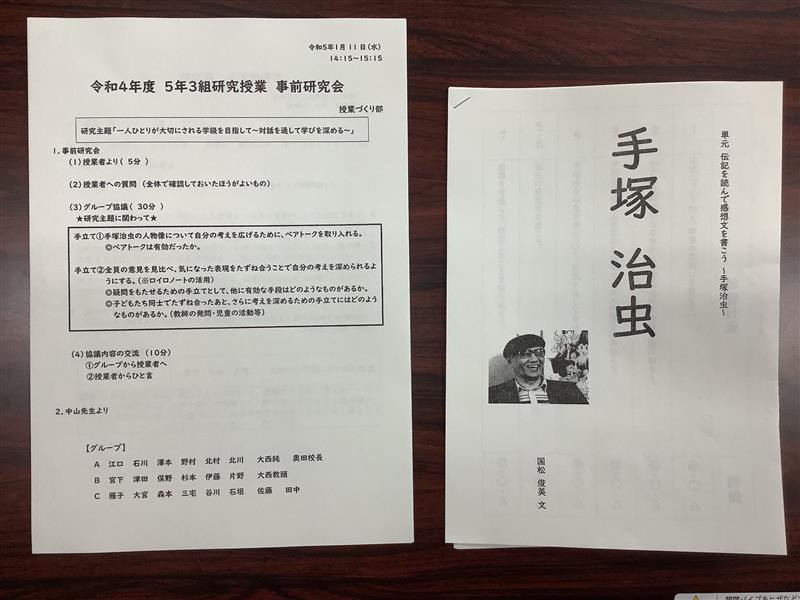 令和5年1月11日(水)
14:15～15:15
令和4年度 5年3組研究授業 事前研究会
授業づくり部
研究主題「一人ひとりが大切にされる学級を目指して～対話を通して学びを深める～」
1.事前研究会
(1)授業者より(5分)
(2)授業者への質問 (全体で確認しておいたほうがよいもの)
(3)グループ協議(30分)
★研究主題に関わって★
手立て①手塚治虫の人物像について自分の考えを広げるために、ペアトークを取り入れる。
◎ペアトークは有効だったか。
手立て②全員の意見を見比べ、気になった表現をたずね合うことで自分の考えを深められるよ
うにする。(※ロイロノートの活用)
◎疑問をもたせるための手立てとして、他に有効な手段はどのようなものがあるか。
◎子どもたち同士でたずね合ったあと、さらに考えを深めるための手立てにはどのよう
なものがあるか。(教師の発問・児童の活動等)
(4)協議内容の交流 (10分)
①グループから授業者へ
②授業者からひと言
2.中山先生より
【グループ】
A 江口 石川 澤本 野村 北村 北川 大西純 奥田校長
B 宮下 津田 俣野 杉本 伊藤 片野 大西教頭
C 雁子 大宮 森本 三宅 谷川 石垣 佐藤 田中
単元 伝記を読んで感想文を書こう ～手塚治虫～
手塚 治虫
国松 俊英 文